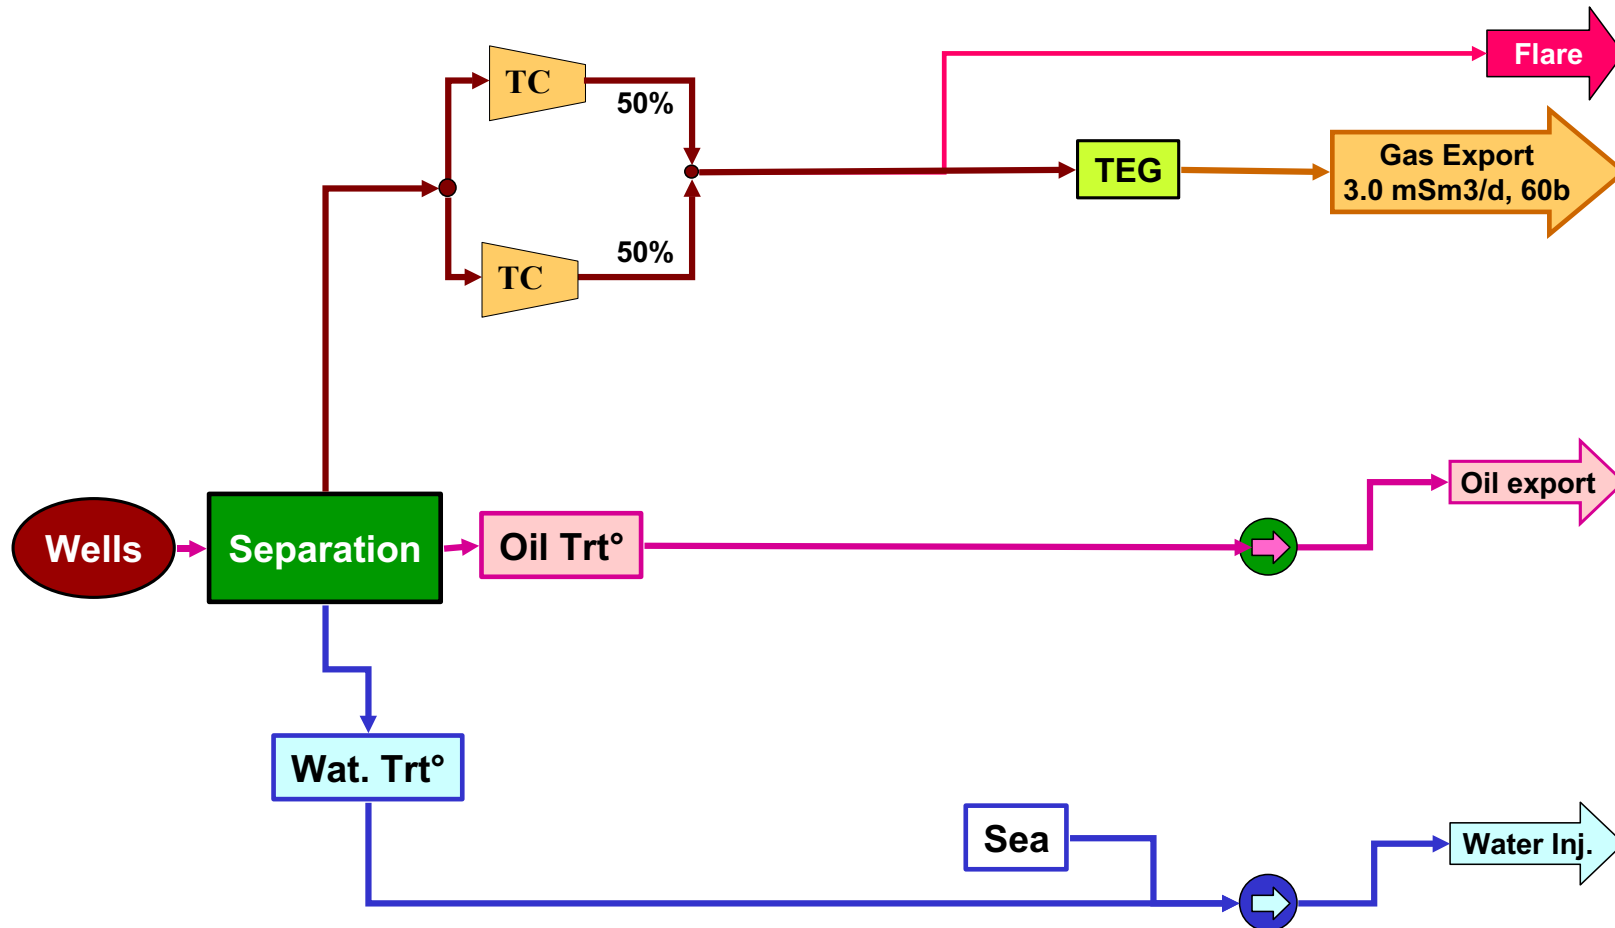 Flare
TC
50%
Gas Export
3.0 mSm3/d, 60b
TEG
50%
TC
Oil export
Wells
Separation
Oil Trt°
Wat. Trt°
Sea
Water Inj.